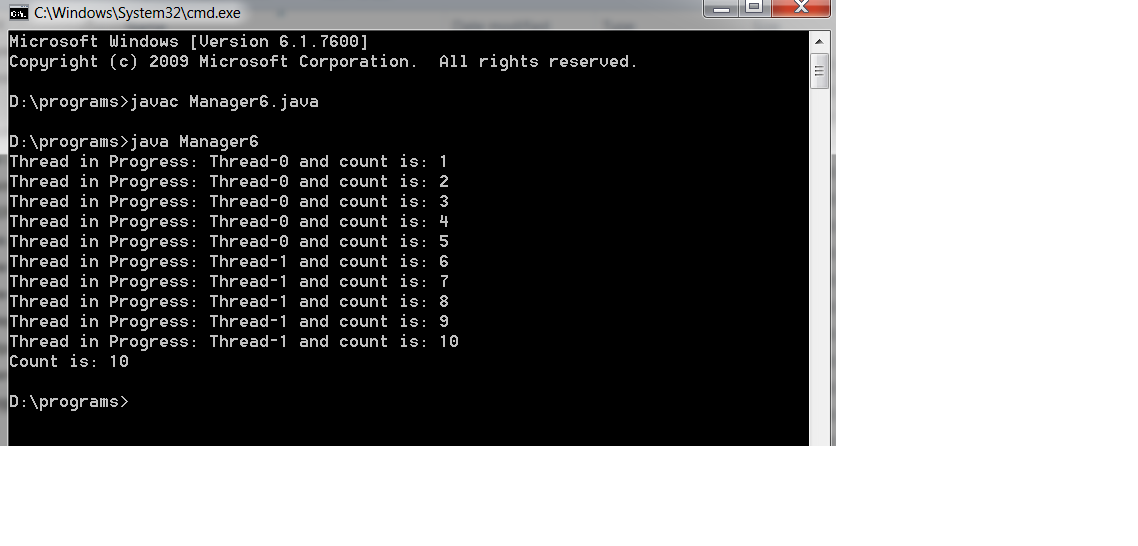 C:\Windows\System32\cmd.exe
Microsoft Windows [Version 6.1.7600]
Copyright (c) 2009 Microsoft Corporation.  All rights reserved.
D:\programs>javac Manager6.java
D:\programs>java Manager6
Thread in Progress: Thread-0 and count is: 1
Thread in Progress: Thread-0 and count is: 2
Thread in Progress: Thread-0 and count is: 3
Thread in Progress: Thread-0 and count is: 4
Thread in Progress: Thread-0 and count is: 5
Thread in Progress: Thread-1 and count is: 6
Thread in Progress: Thread-1 and count is: 7
Thread in Progress: Thread-1 and count is: 8
Thread in Progress: Thread-1 and count is: 9
Thread in Progress: Thread-1 and count is: 10
Count is: 10
D:\programs>